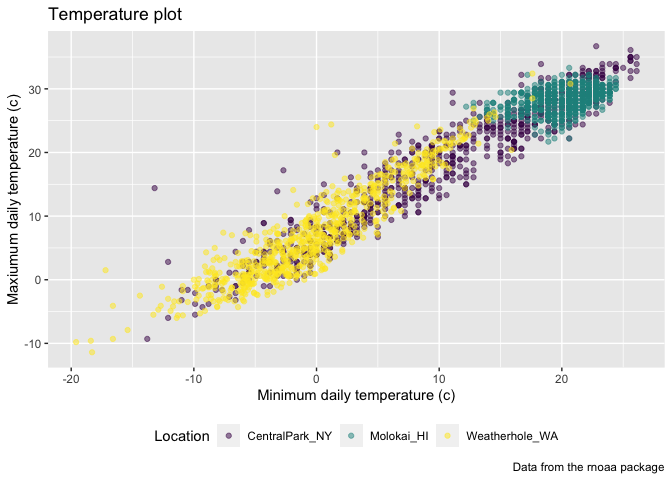 Temperature plot
Maxiumum daily temperature (c)
30
20
10
0
-10
-20
-10
0
10
20
Minimum daily temperature (c)
Location
CentralPark_NY
Molokai_HI
Weatherhole_WA
Data from the rnoaa package